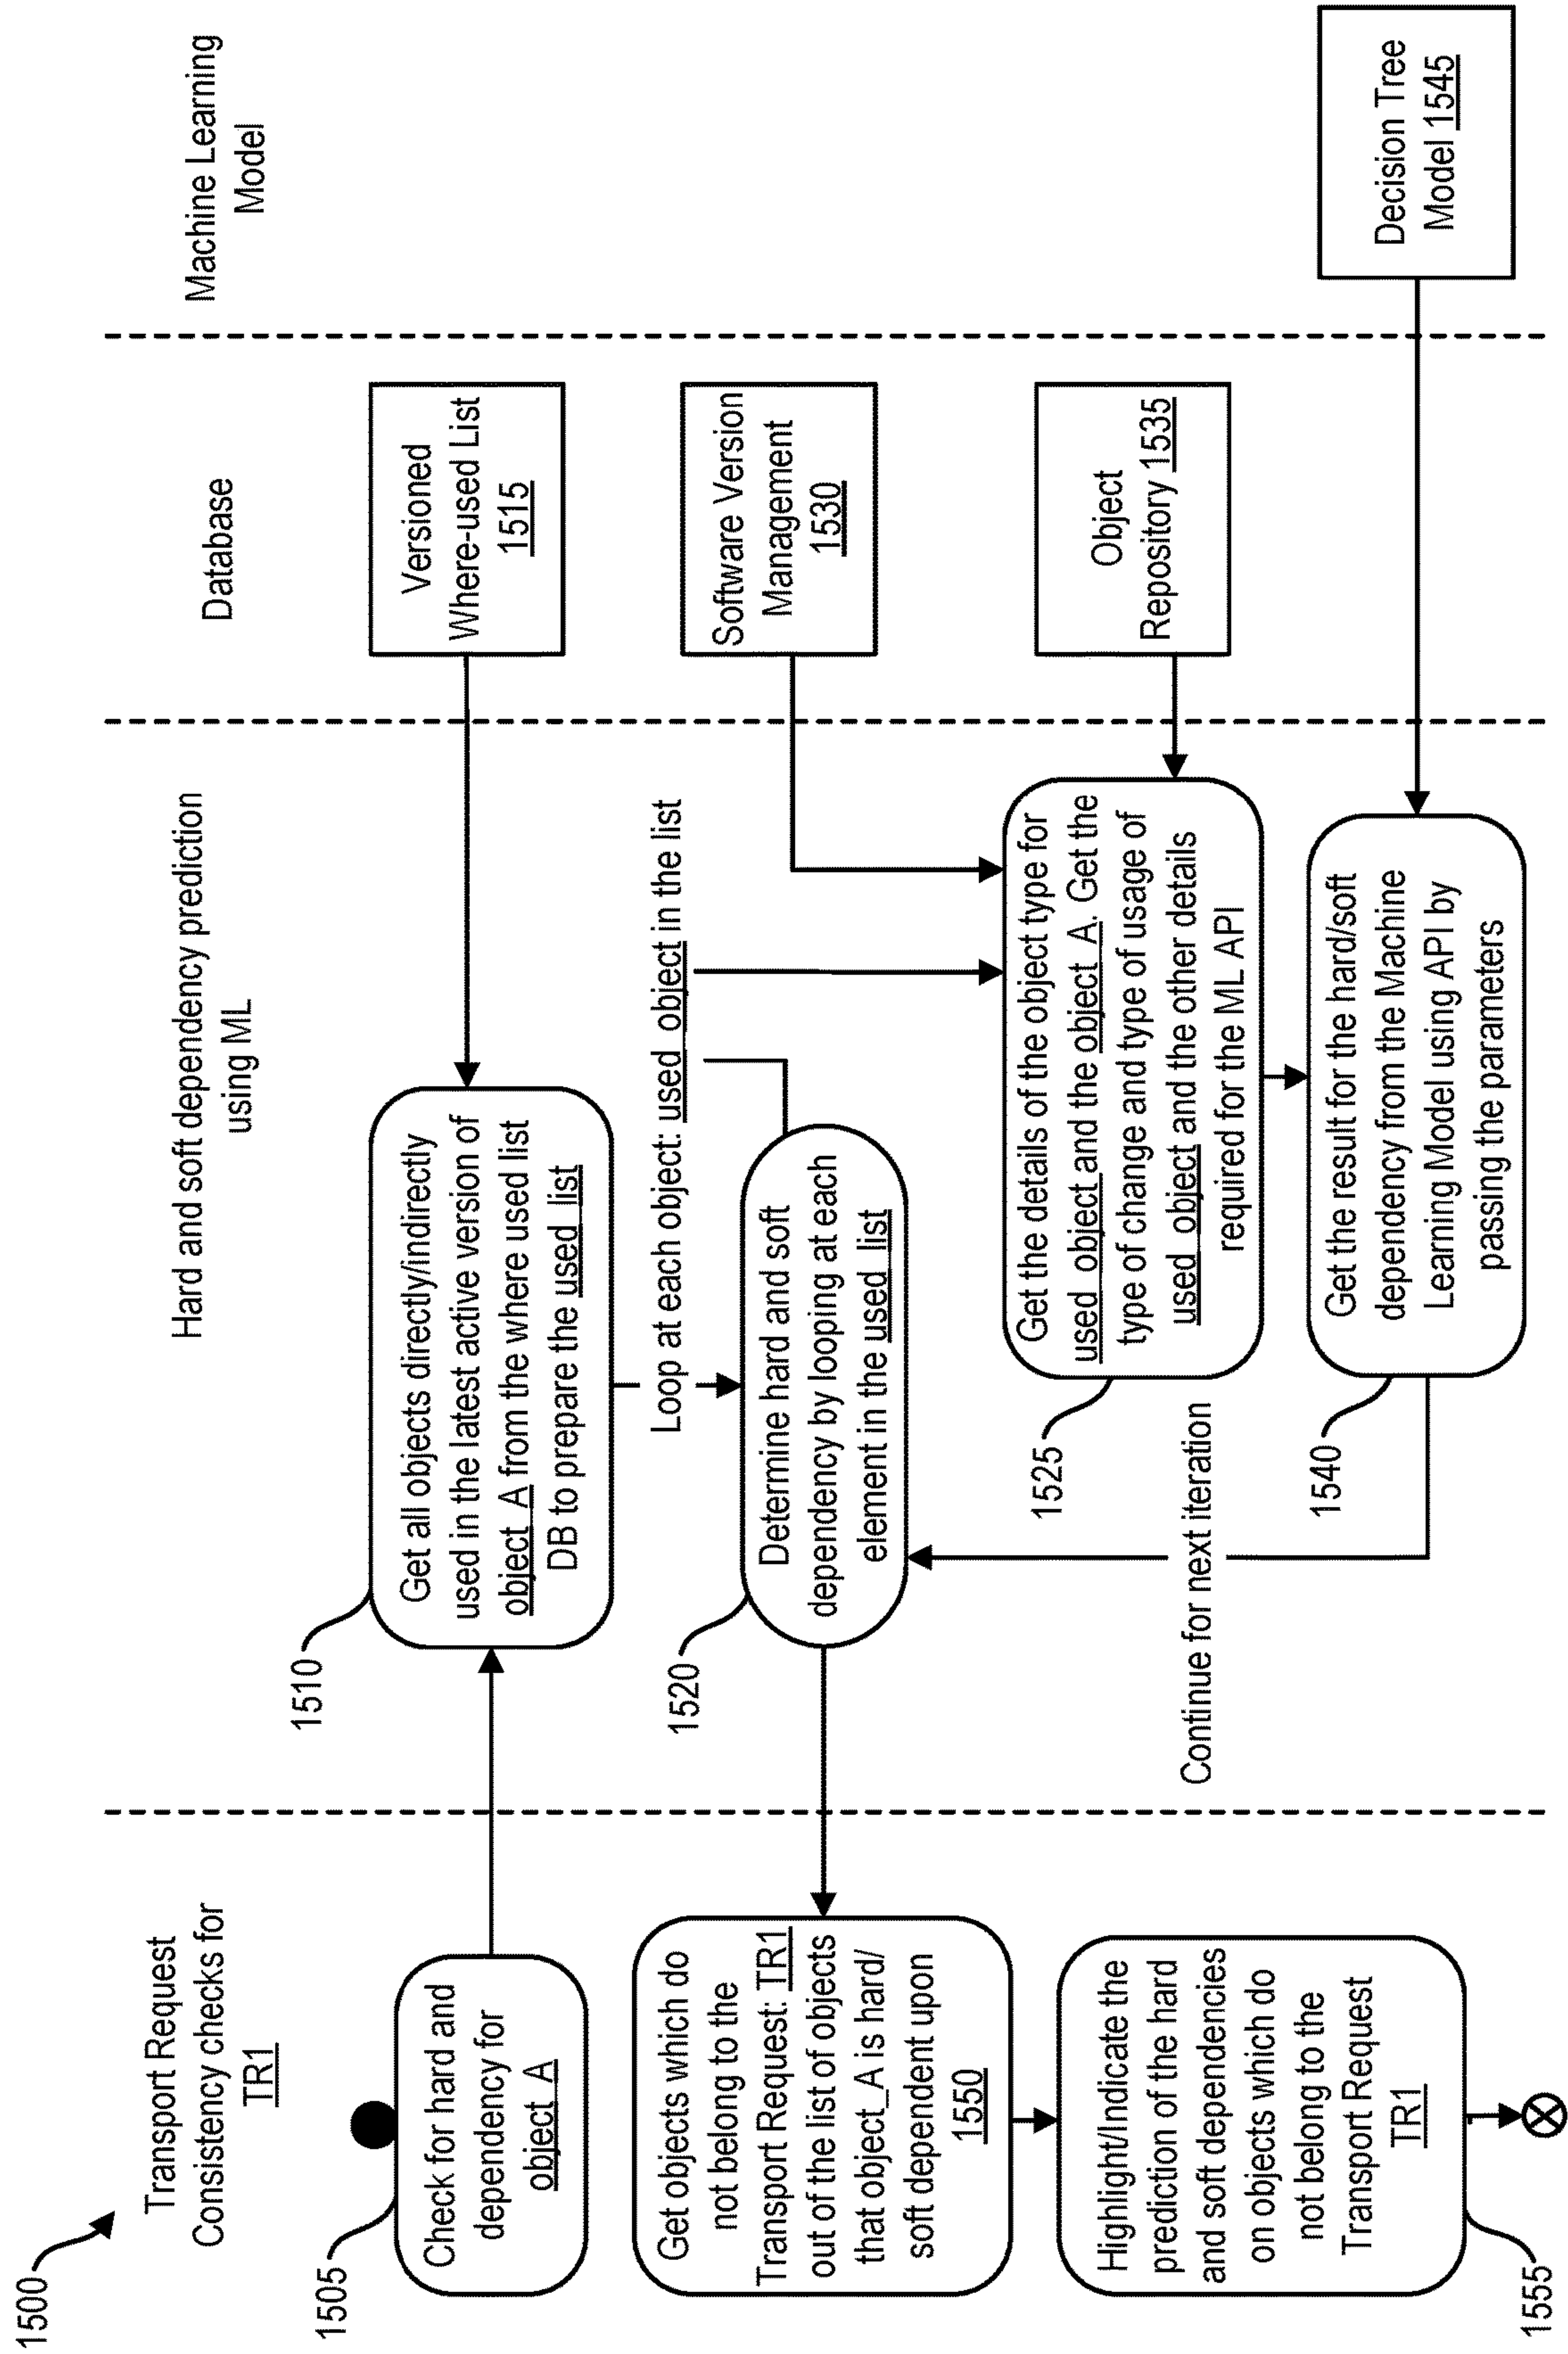 1500
Transport Request
Consistency checks for
TR1
Hard and soft dependency prediction
using ML
Database
Machine Learning
Model
1505
Check for hard and
dependency for
object_A
1510
Get all objects directly/indirectly
used in the latest active version of
object_A from the where used list
DB to prepare the used_list
Versioned
Where-used List
1515
Loop at each object: used_object in the list
1520
Determine hard and soft
dependency by looping at each
element in the used_list
Software Version
Management
1530
1525
Get the details of the object type for
used_object and the object_A. Get the
type of change and type of usage of
used_object and the other details
required for the ML API
Object
Repository 1535
1540
Get the result for the hard/soft
dependency from the Machine
Learning Model using API by
passing the parameters
Decision Tree
Model 1545
Continue for next iteration
Get objects which do
not belong to the
Transport Request: TR1
out of the list of objects
that object_A is hard/
soft dependent upon
1550
Highlight/Indicate the
prediction of the hard
and soft dependencies
on objects which do
not belong to the
Transport Request
TR1
1555